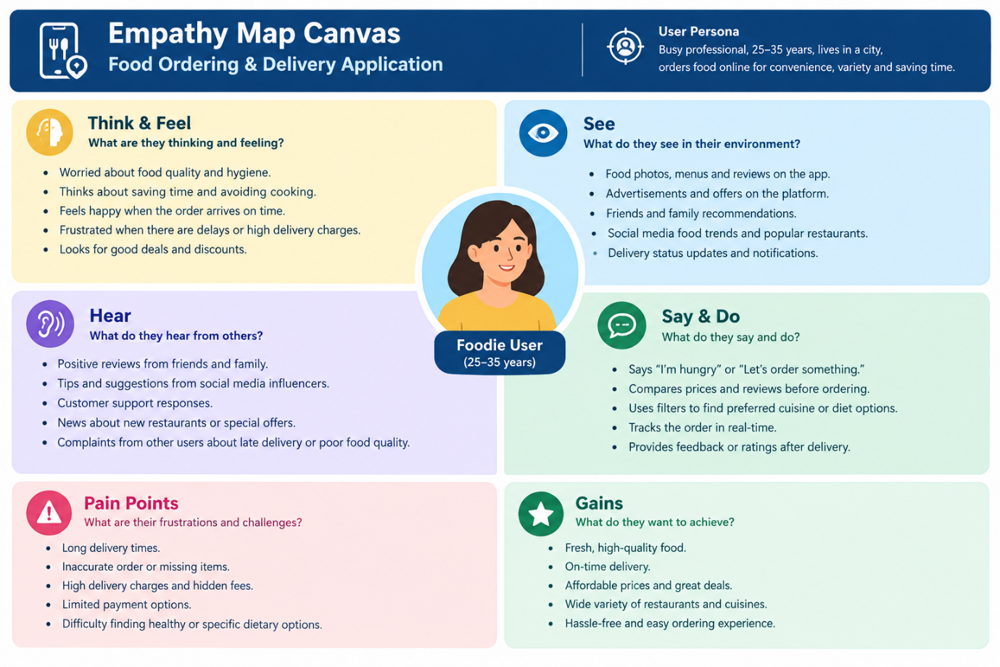 Empathy Map Canvas
Food Ordering & Delivery Application
User Persona
Busy professional, 25–35 years, lives in a city,
orders food online for convenience, variety and saving time.
Think & Feel
What are they thinking and feeling?
• Worried about food quality and hygiene.
• Thinks about saving time and avoiding cooking.
• Feels happy when the order arrives on time.
• Frustrated when there are delays or high delivery charges.
• Looks for good deals and discounts.
See
What do they see in their environment?
• Food photos, menus and reviews on the app.
• Advertisements and offers on the platform.
• Friends and family recommendations.
• Social media food trends and popular restaurants.
• Delivery status updates and notifications.
Foodie User
(25–35 years)
Hear
What do they hear from others?
• Positive reviews from friends and family.
• Tips and suggestions from social media influencers.
• Customer support responses.
• News about new restaurants or special offers.
• Complaints from other users about late delivery or poor food quality.
Say & Do
What do they say and do?
• Says “I’m hungry” or “Let’s order something.”
• Compares prices and reviews before ordering.
• Uses filters to find preferred cuisine or diet options.
• Tracks the order in real-time.
• Provides feedback or ratings after delivery.
Pain Points
What are their frustrations and challenges?
• Long delivery times.
• Inaccurate order or missing items.
• High delivery charges and hidden fees.
• Limited payment options.
• Difficulty finding healthy or specific dietary options.
Gains
What do they want to achieve?
• Fresh, high-quality food.
• On-time delivery.
• Affordable prices and great deals.
• Wide variety of restaurants and cuisines.
• Hassle-free and easy ordering experience.